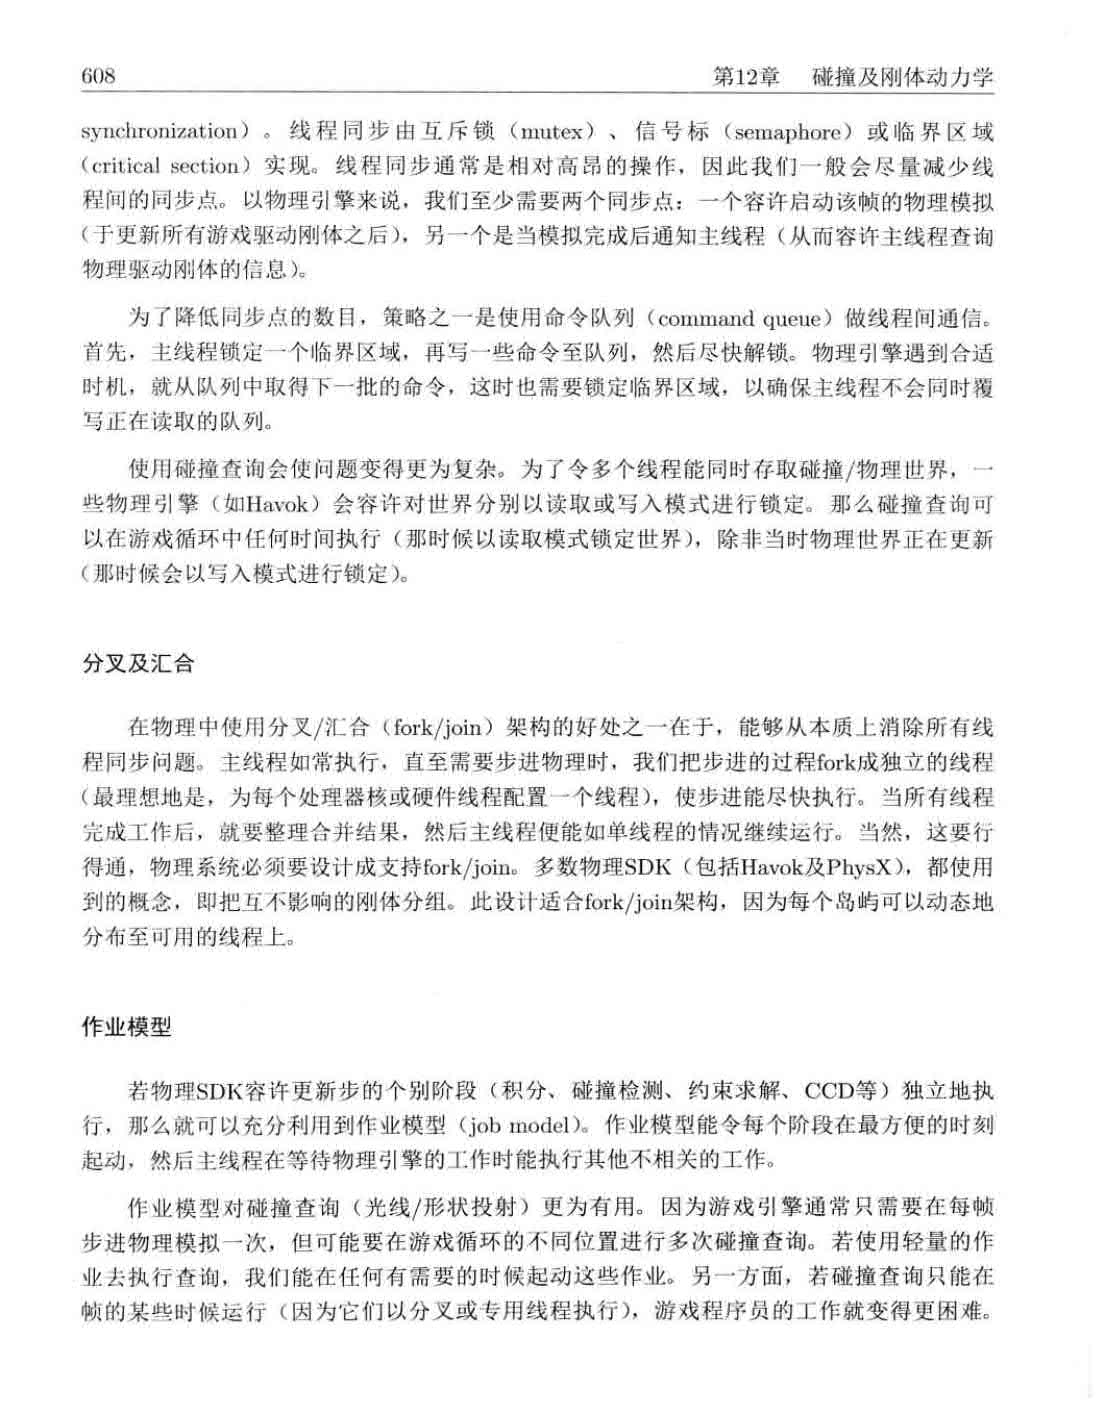 608
第12章 碰撞及刚体动力学
synchronization）。线程同步由互斥锁（mutex）、信号标（semaphore）或临界区域
（critical section）实现。线程同步通常是相对高昂的操作，因此我们一般会尽量减少线
程间的同步点。以物理引擎来说，我们至少需要两个同步点：一个容许启动该帧的物理模拟
（于更新所有游戏驱动刚体之后），另一个是当模拟完成后通知主线程（从而容许主线程查询
物理驱动刚体的信息）。
为了降低同步点的数目，策略之一是使用命令队列（command queue）做线程间通信。
首先，主线程锁定一个临界区域，再写一些命令至队列，然后尽快解锁。物理引擎遇到合适
时机，就从队列中取得下一批的命令，这时也需要锁定临界区域，以确保主线程不会同时覆
写正在读取的队列。
使用碰撞查询会使问题变得更为复杂。为了令多个线程能同时存取碰撞/物理世界，一
些物理引擎（如Havok）会容许对世界分别以读取或写入模式进行锁定。那么碰撞查询可
以在游戏循环中任何时间执行（那时候以读取模式锁定世界），除非当时物理世界正在更新
（那时候会以写入模式进行锁定）。
分叉及汇合
在物理中使用分叉/汇合（fork/join）架构的好处之一在于，能够从本质上消除所有线
程同步问题。主线程如常执行，直至需要步进物理时，我们把步进的过程fork成独立的线程
（最理想地是，为每个处理器核或硬件线程配置一个线程），使步进能尽快执行。当所有线程
完成工作后，就要整理合并结果，然后主线程便能如单线程的情况继续运行。当然，这要行
得通，物理系统必须要设计成支持fork/join。多数物理SDK（包括Havok及PhysX），都使用
到的概念，即把互不影响的刚体分组。此设计适合fork/join架构，因为每个岛屿可以动态地
分布至可用的线程上。
作业模型
若物理SDK容许更新步的个别阶段（积分、碰撞检测、约束求解、CCD等）独立地执
行，那么就可以充分利用到作业模型（job model）。作业模型能令每个阶段在最方便的时刻
起动，然后主线程在等待物理引擎的工作时能执行其他不相关的工作。
作业模型对碰撞查询（光线/形状投射）更为有用。因为游戏引擎通常只需要在每帧
步进物理模拟一次，但可能要在游戏循环的不同位置进行多次碰撞查询。若使用轻量的作
业去执行查询，我们能在任何有需要的时候起动这些作业。另一方面，若碰撞查询只能在
帧的某些时候运行（因为它们以分叉或专用线程执行），游戏程序员的工作就变得更困难。